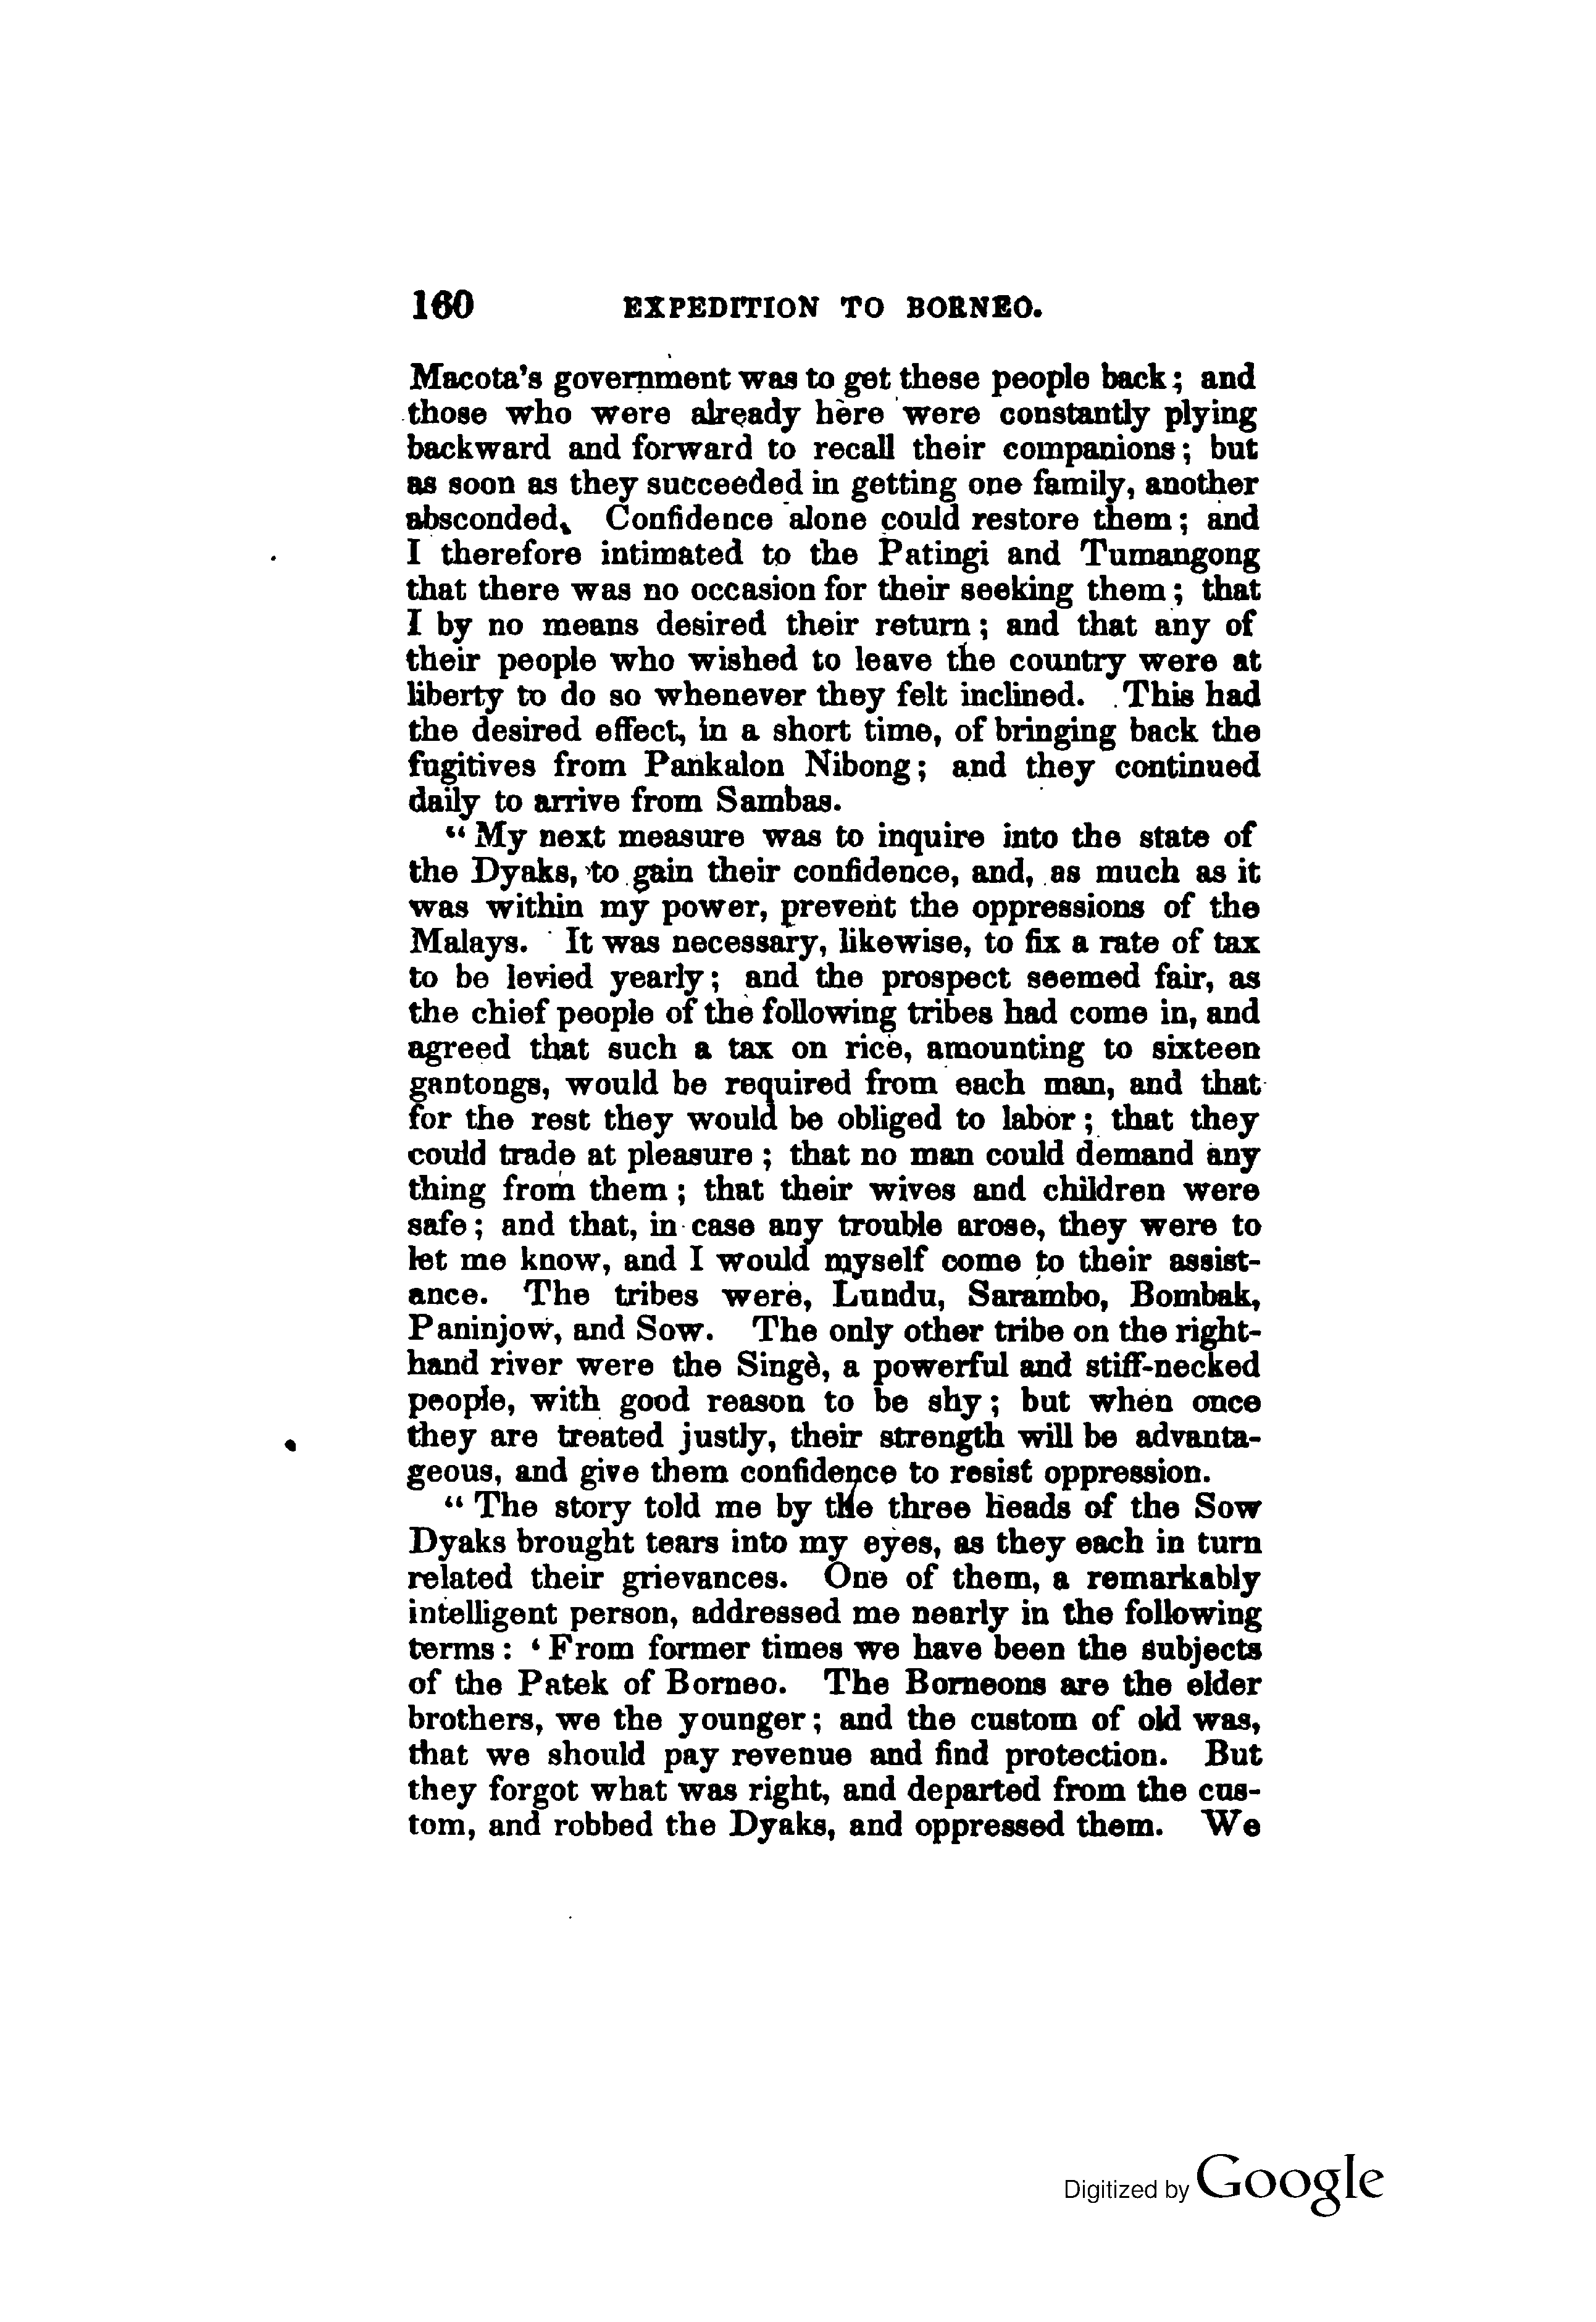 160 EXPEDITION TO BORNEO.
Macota's government was to get these people back; and
those who were already here were constantly plying
backward and forward to recall their companions; but
as soon as they succeeded in getting one family, another
absconded. Confidence alone could restore them; and
I therefore intimated to the Patingi and Tumangong
that there was no occasion for their seeking them; that
I by no means desired their return; and that any of
their people who wished to leave the country were at
liberty to do so whenever they felt inclined. This had
the desired effect, in a short time, of bringing back the
fugitives from Pankalon Nibong; and they continued
daily to arrive from Sambas.
"My next measure was to inquire into the state of
the Dyaks, to gain their confidence, and, as much as it
was within my power, prevent the oppressions of the
Malays. It was necessary, likewise, to fix a rate of tax
to be levied yearly; and the prospect seemed fair, as
the chief people of the following tribes had come in, and
agreed that such a tax on rice, amounting to sixteen
gantongs, would be required from each man, and that
for the rest they would be obliged to labor; that they
could trade at pleasure; that no man could demand any
thing from them; that their wives and children were
safe; and that, in case any trouble arose, they were to
let me know, and I would myself come to their assist-
ance. The tribes were, Lundu, Sarambo, Bombak,
Paninjow, and Sow. The only other tribe on the right-
hand river were the Singè, a powerful and stiff-necked
people, with good reason to be shy; but when once
they are treated justly, their strength will be advanta-
geous, and give them confidence to resist oppression.
"The story told me by the three heads of the Sow
Dyaks brought tears into my eyes, as they each in turn
related their grievances. One of them, a remarkably
intelligent person, addressed me nearly in the following
terms: 'From former times we have been the subjects
of the Patek of Borneo. The Borneons are the elder
brothers, we the younger; and the custom of old was,
that we should pay revenue and find protection. But
they forgot what was right, and departed from the cus-
tom, and robbed the Dyaks, and oppressed them. We
Digitized by Google